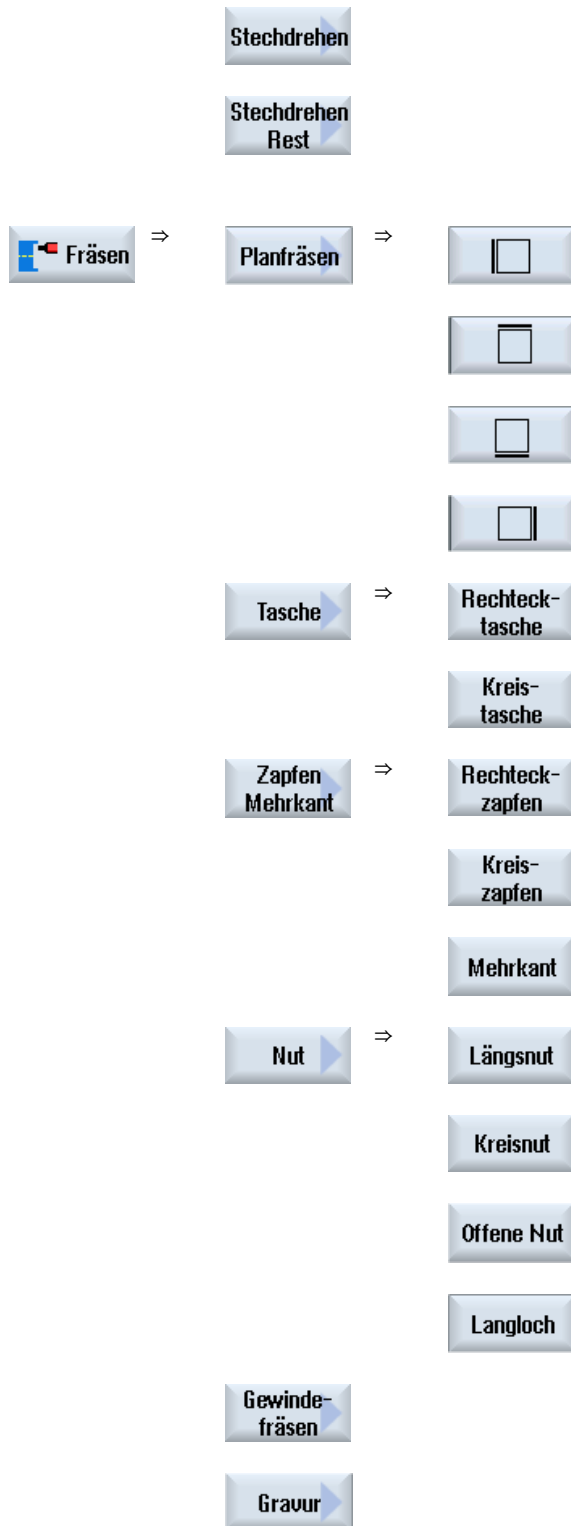 Stechdrehen
Stechdrehen
Rest
Fräsen ⇒ Planfräsen ⇒
Tasche ⇒ Rechteck-
tasche
Kreis-
tasche
Zapfen
Mehrkant ⇒ Rechteck-
zapfen
Kreis-
zapfen
Mehrkant
Nut ⇒ Längsnut
Kreisnut
Offene Nut
Langloch
Gewinde-
fräsen
Gravur